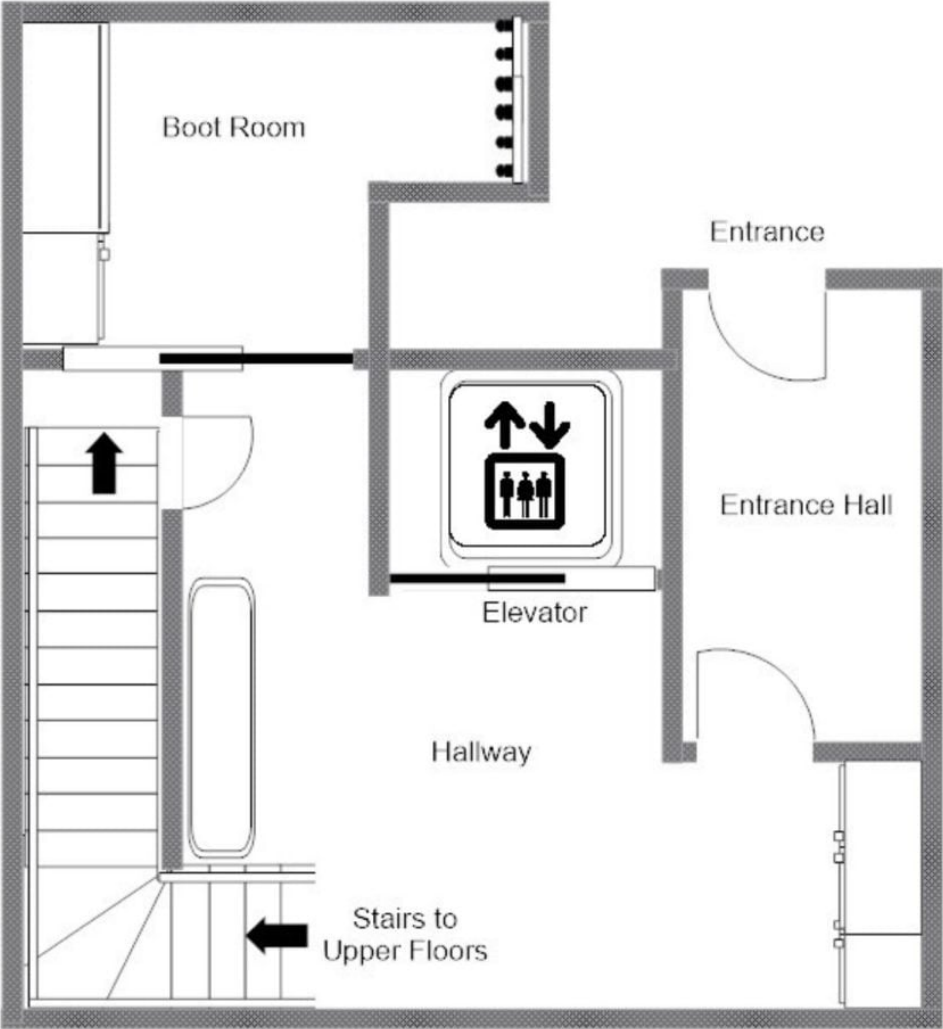 Boot Room
Entrance
Entrance Hall
Elevator
Hallway
Stairs to
Upper Floors